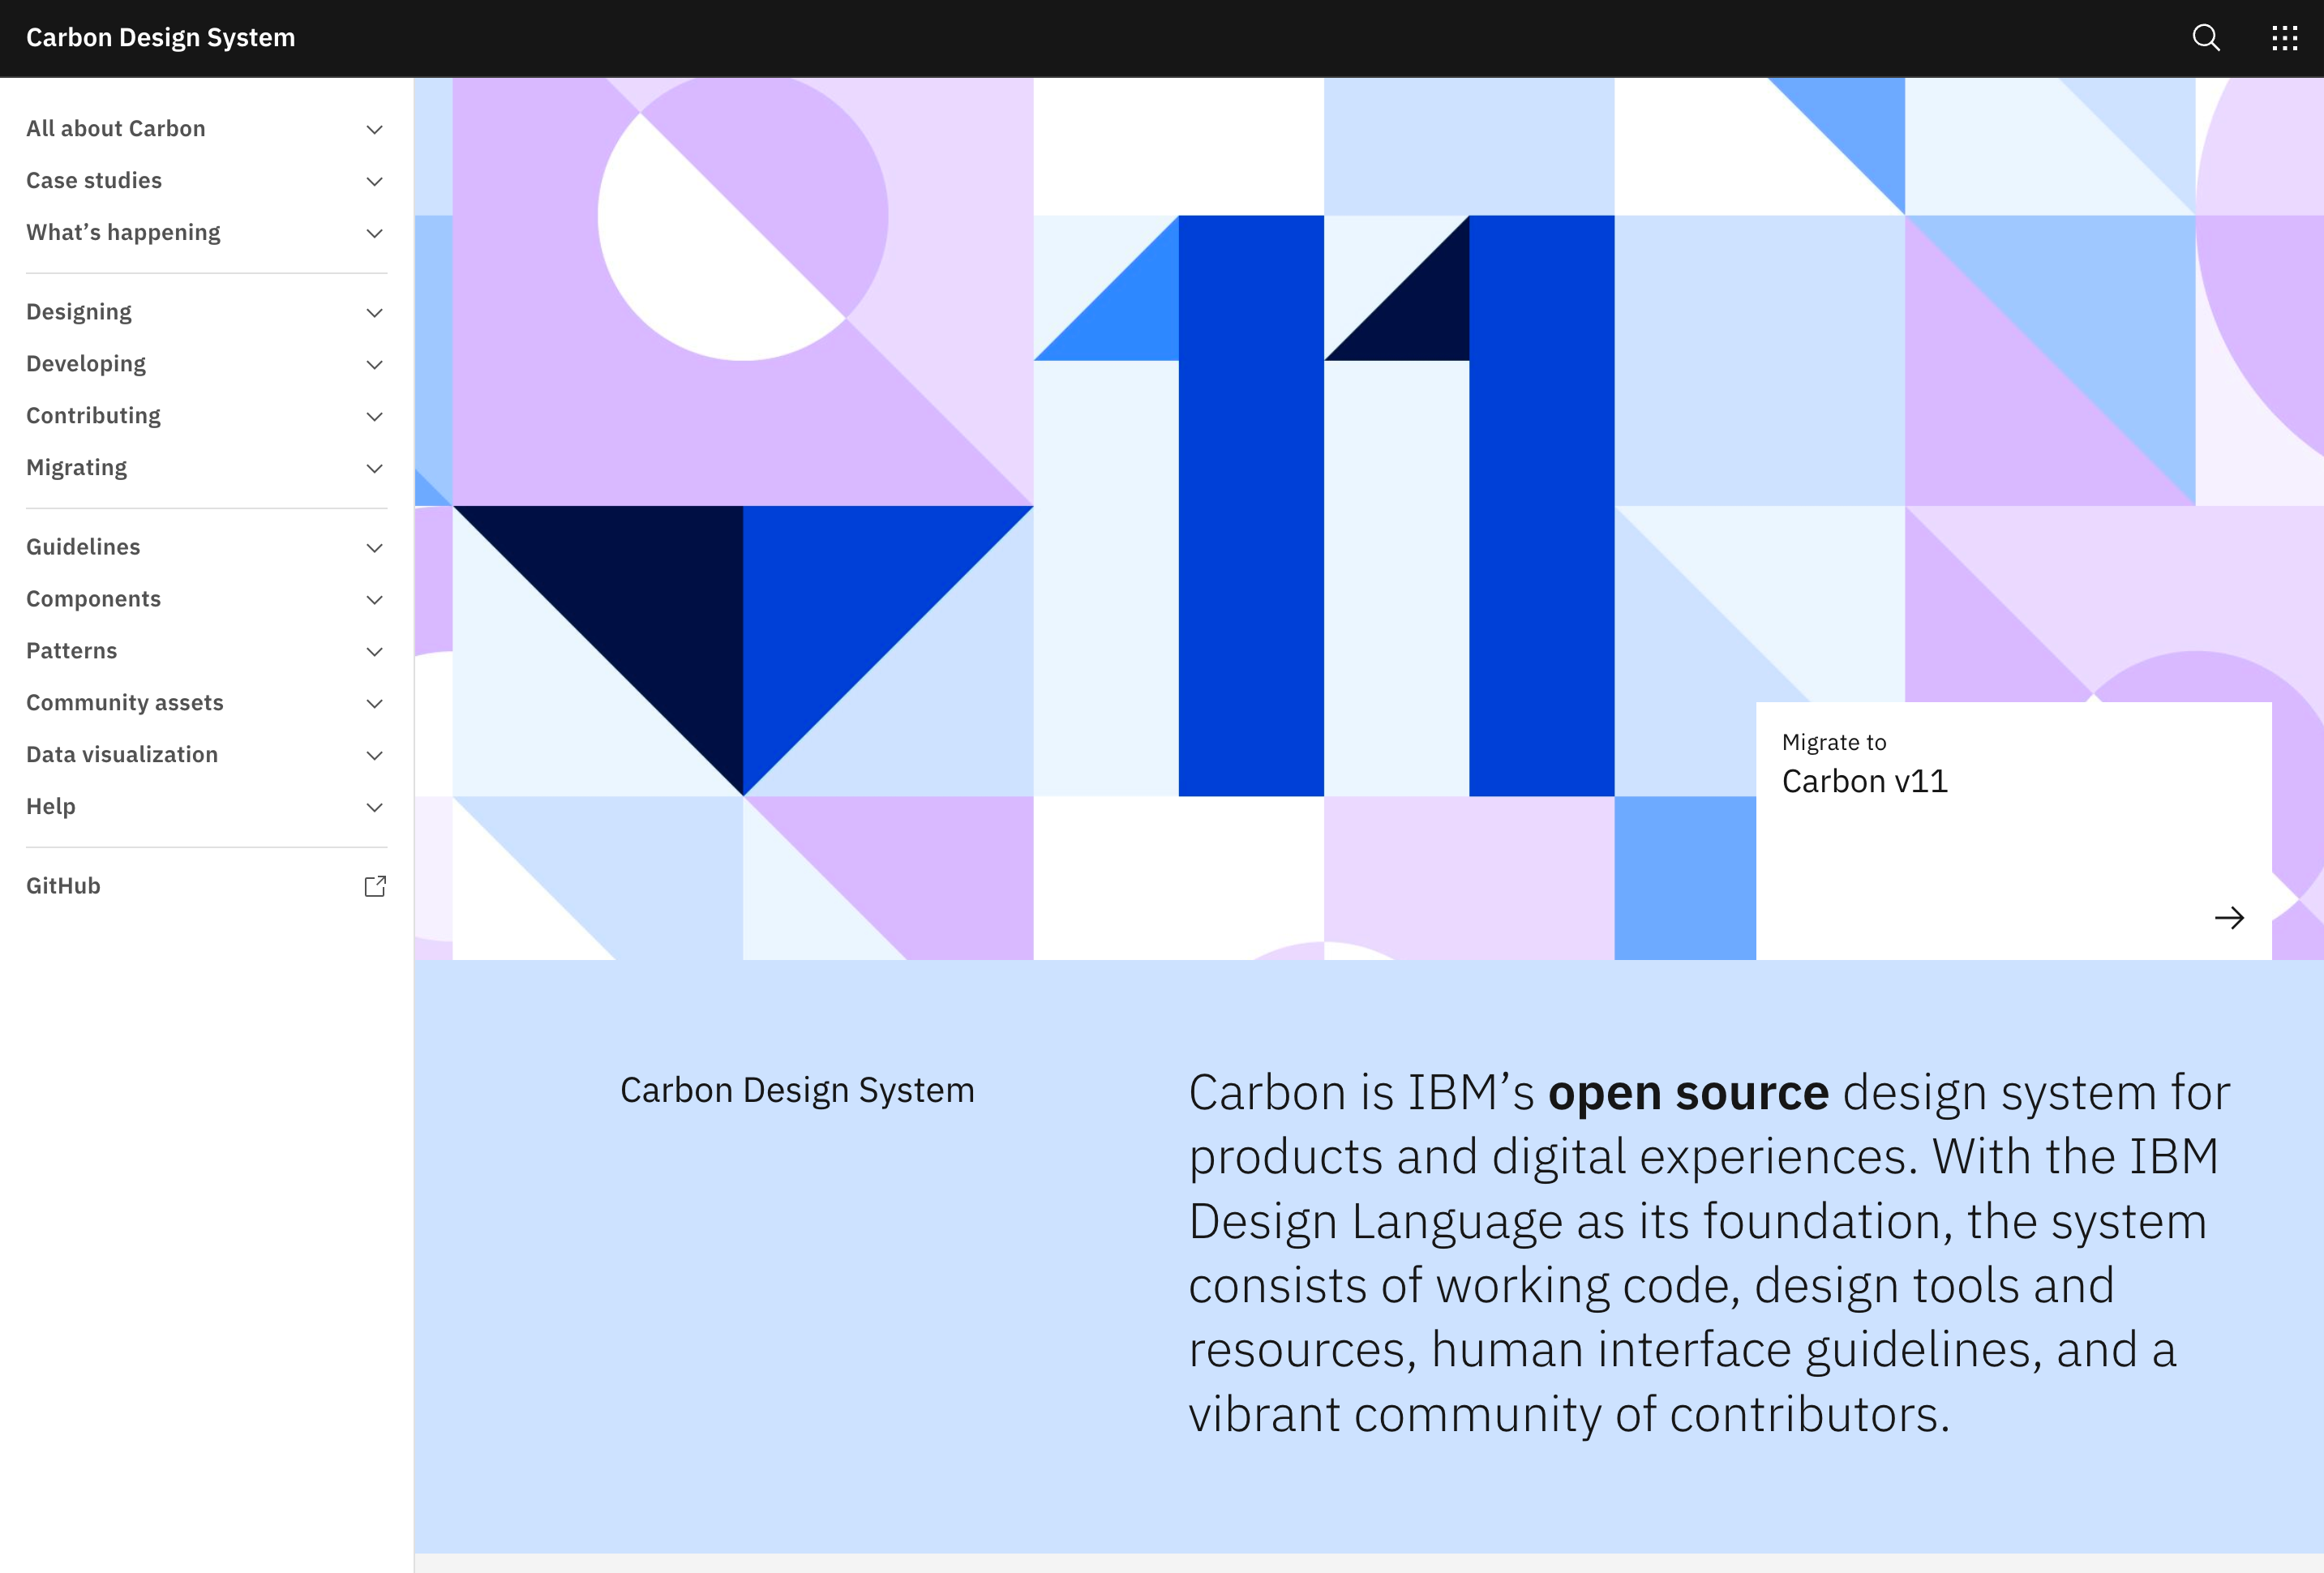 Carbon Design System
All about Carbon
Case studies
What’s happening
Designing
Developing
Contributing
Migrating
Guidelines
Components
Patterns
Community assets
Data visualization
Help
GitHub
11
Migrate to
Carbon v11
Carbon Design System
Carbon is IBM’s open source design system for
products and digital experiences. With the IBM
Design Language as its foundation, the system
consists of working code, design tools and
resources, human interface guidelines, and a
vibrant community of contributors.